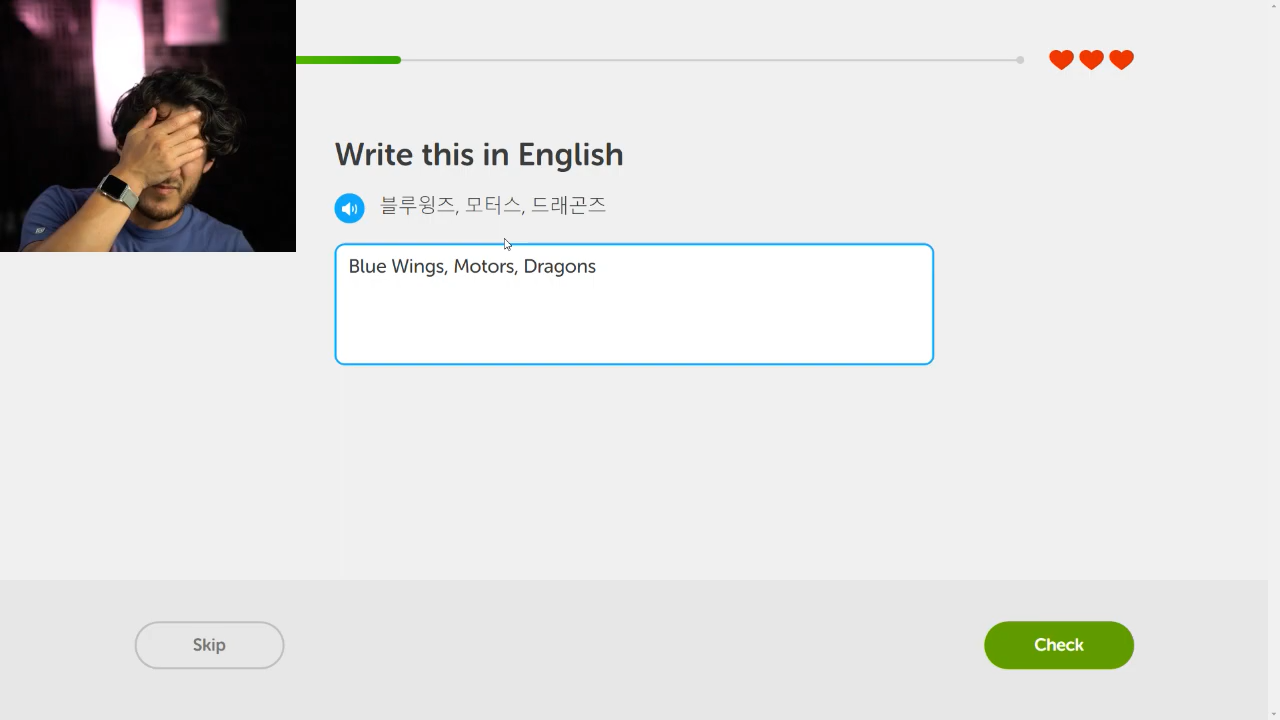 Write this in English
블루윙즈, 모터스, 드래곤즈
Blue Wings, Motors, Dragons
Skip
Check